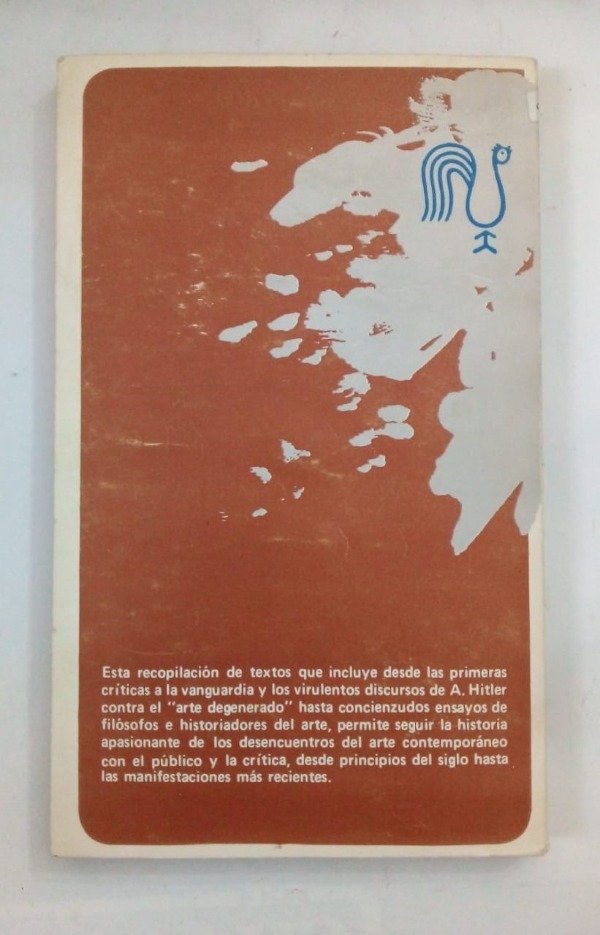 Esta recopilación de textos que incluye desde las primeras
críticas a la vanguardia y los virulentos discursos de A. Hitler
contra el "arte degenerado" hasta concienzudos ensayos de
filósofos e historiadores del arte, permite seguir la historia
apasionante de los desencuentros del arte contemporáneo
con el público y la crítica, desde principios del siglo hasta
las manifestaciones más recientes.